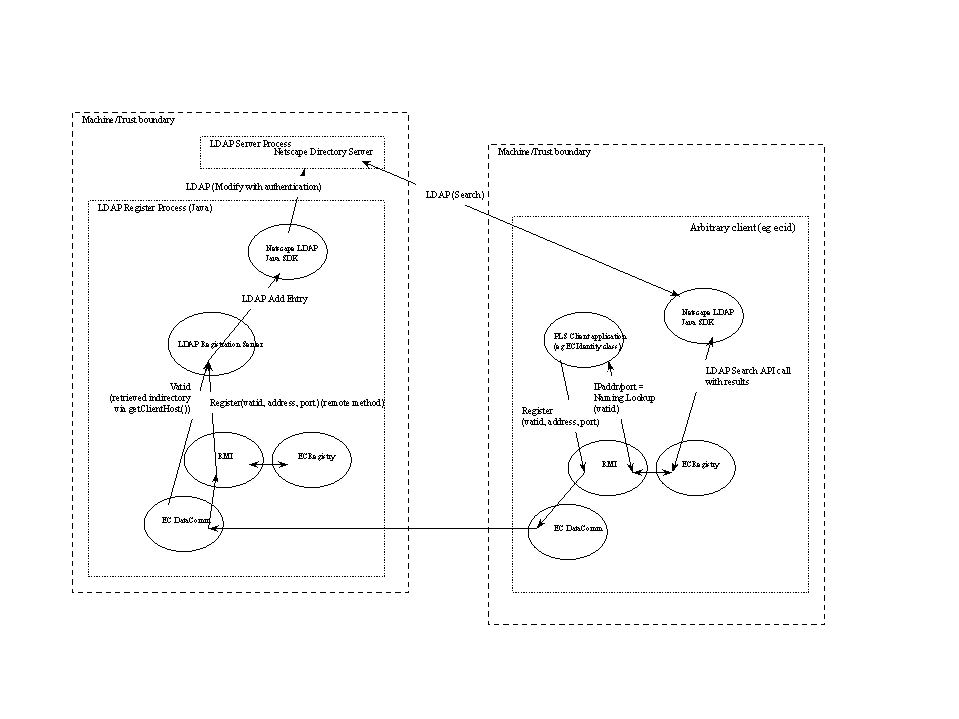 Machine/Trust boundary
LDAP Server Process
Netscape Directory Server
LDAP (Modify with authentication)
LDAP Register Process (Java)
Netscape LDAP
Java SDK
LDAP Add Entry
LDAP Registration Server
Vatid
(retrieved indirectory
via getClientHost())
Register(vatid, address, port) (remote method)
RMI
ECRegistry
EC DataComm
LDAP (Search)
Machine/Trust boundary
Arbitrary client (eg ecid)
Netscape LDAP
Java SDK
PLS Client application
(eg ECIdentity class)
LDAP Search API call
with results
IPaddr/port =
Naming.Lookup
(vatid)
Register
(vatid, address, port)
RMI
ECRegistry
EC DataComm